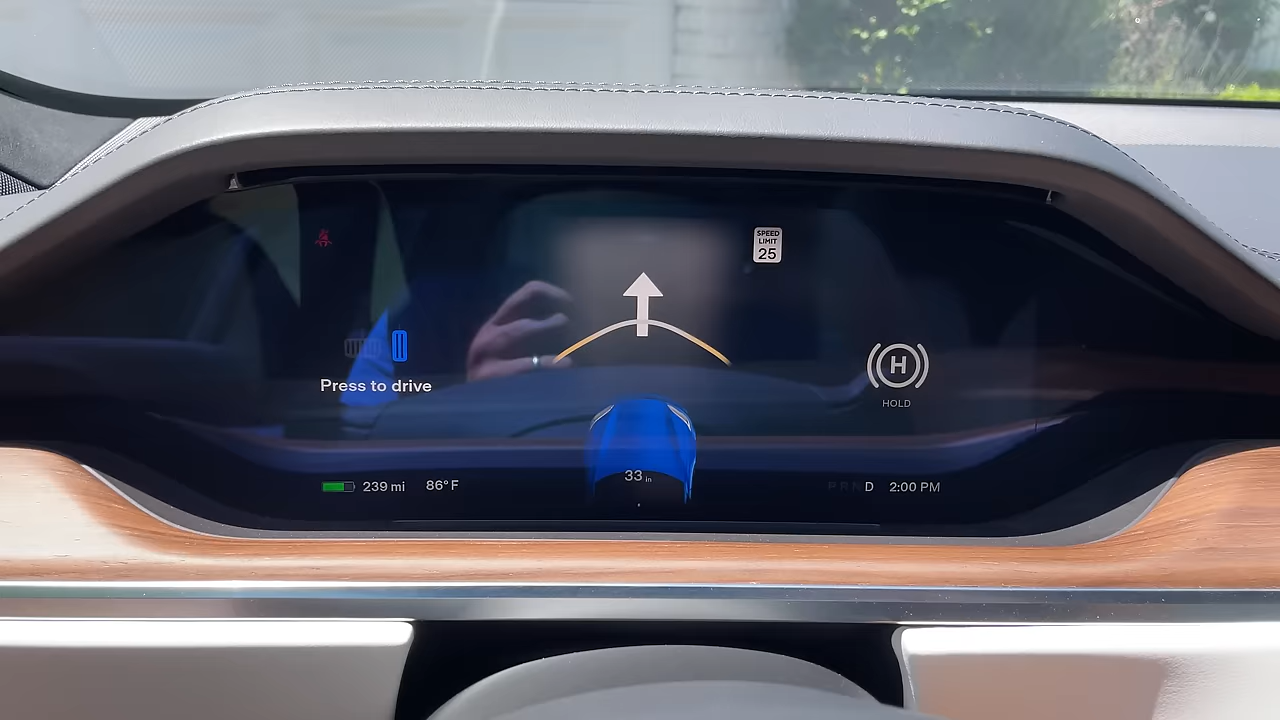 SPEED
LIMIT
25
H
Press to drive
HOLD
239 mi
86°F
33 in
P R N D
2:00 PM